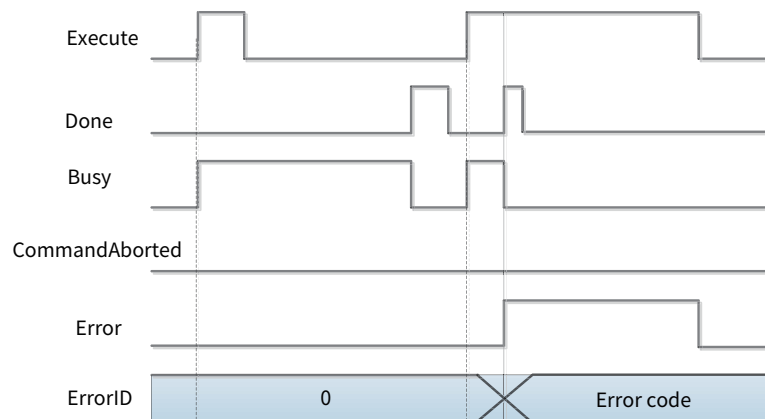 Execute
Done
Busy
CommandAborted
Error
ErrorID 0 Error code